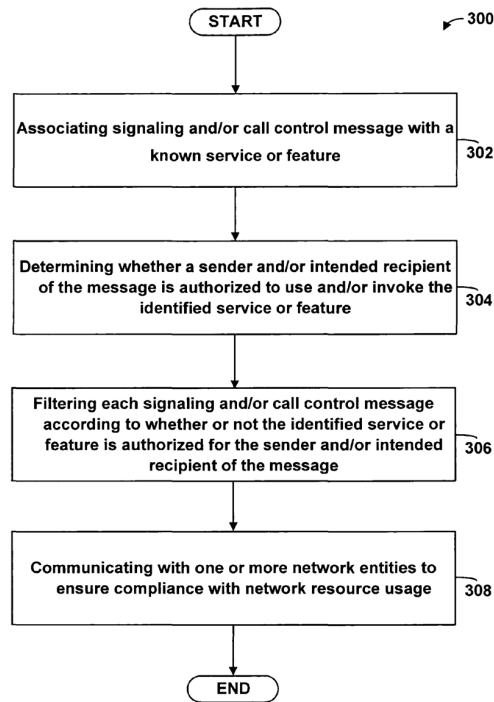 START
300
Associating signaling and/or call control message with a
known service or feature
302
Determining whether a sender and/or intended recipient
of the message is authorized to use and/or invoke the
identified service or feature
304
Filtering each signaling and/or call control message
according to whether or not the identified service or
feature is authorized for the sender and/or intended
recipient of the message
306
Communicating with one or more network entities to
ensure compliance with network resource usage
308
END